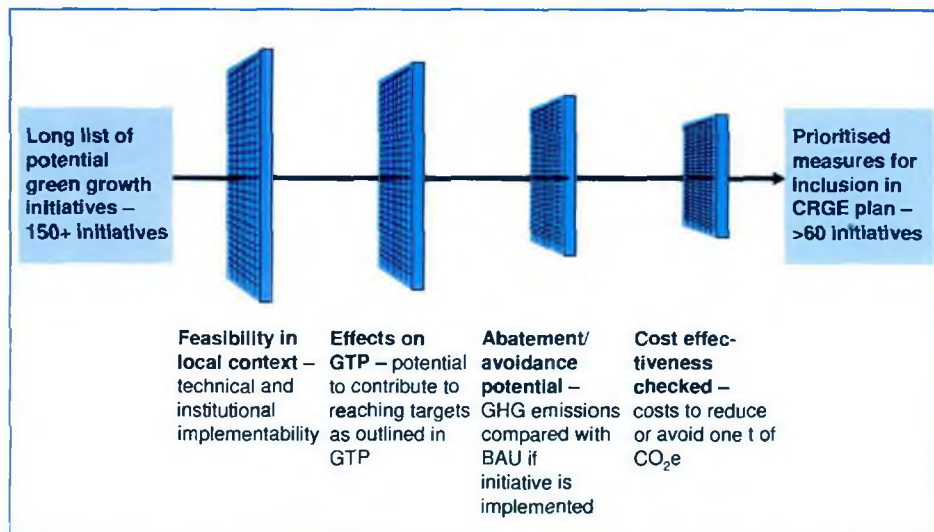 Long list of
potential
green growth
initiatives –
150+ initiatives
Prioritised
measures for
inclusion in
CRGE plan –
>60 initiatives
Feasibility in
local context –
technical and
institutional
implementability
Effects on
GTP – potential
to contribute to
reaching targets
as outlined in
GTP
Abatement/
avoidance
potential –
GHG emissions
compared with
BAU if
initiative is
implemented
Cost effec-
tiveness
checked –
costs to reduce
or avoid one t of
CO₂e